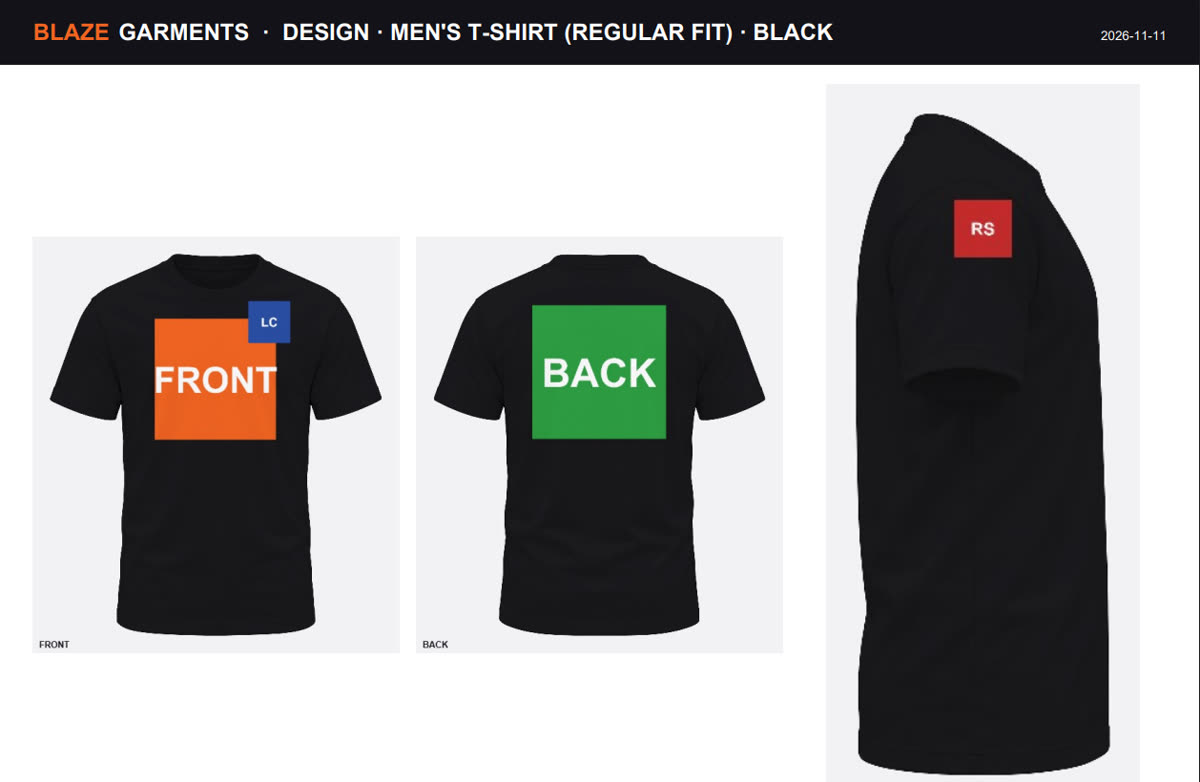 BLAZE GARMENTS · DESIGN · MEN'S T-SHIRT (REGULAR FIT) · BLACK
2026-11-11
LC
FRONT
BACK
RS
FRONT
BACK